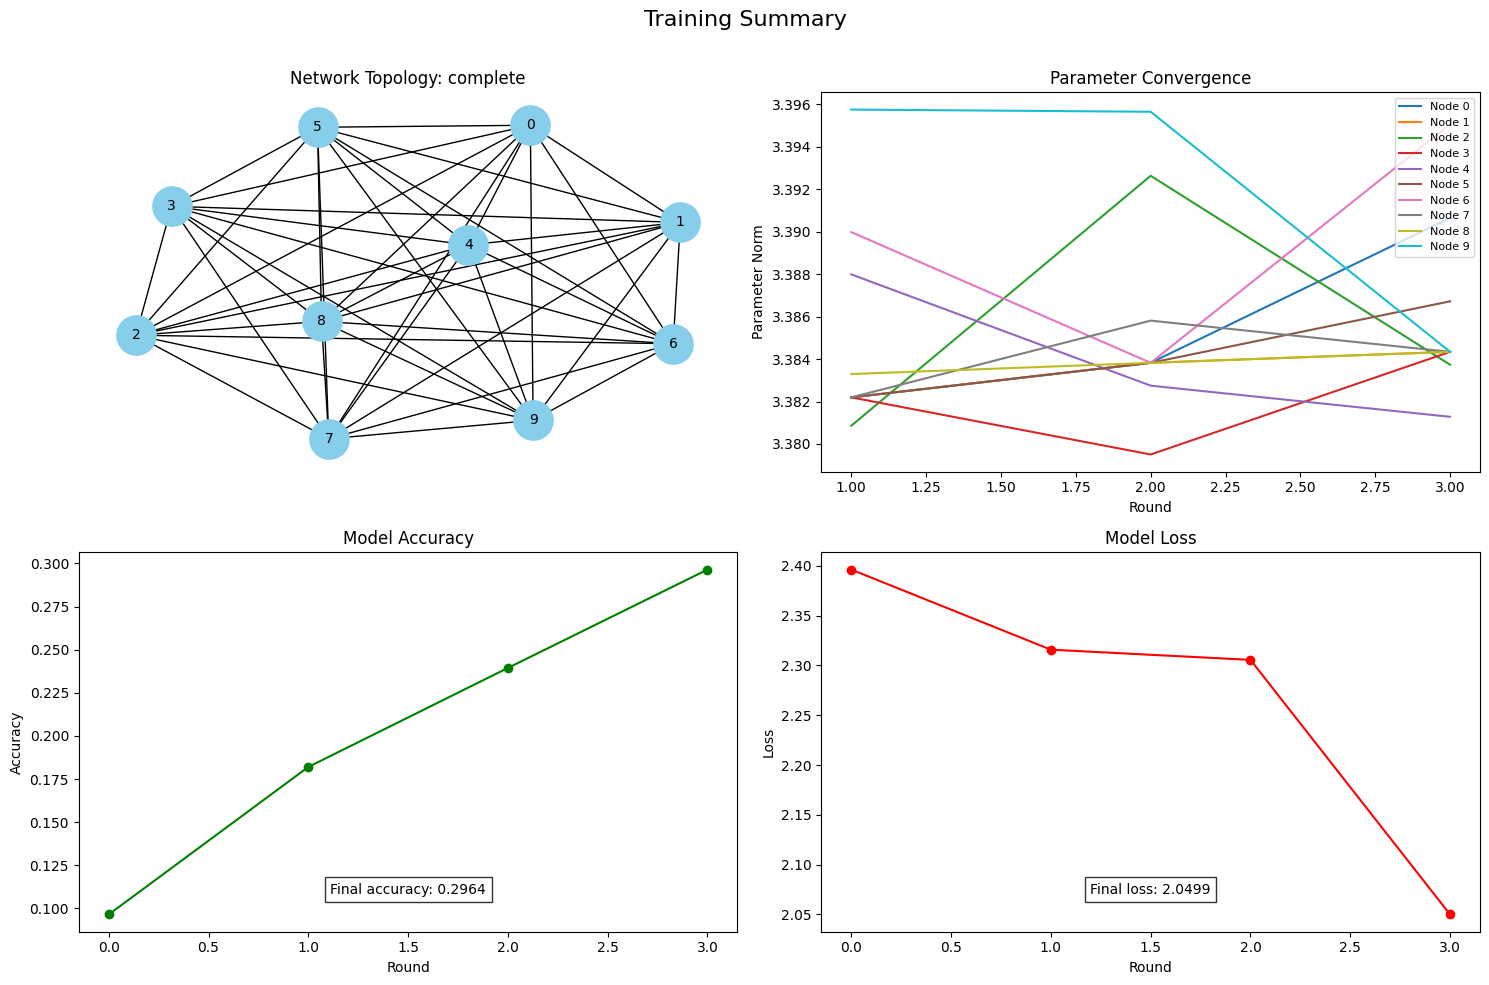 Training Summary
Network Topology: complete
5
0
3
1
4
8
2
6
9
7
Parameter Convergence
3.396
3.394
3.392
3.390
3.388
3.386
3.384
3.382
3.380
Parameter Norm
Node 0
Node 1
Node 2
Node 3
Node 4
Node 5
Node 6
Node 7
Node 8
Node 9
1.00 1.25 1.50 1.75 2.00 2.25 2.50 2.75 3.00
Round
Model Accuracy
0.300
0.275
0.250
0.225
0.200
0.175
0.150
0.125
0.100
Accuracy
Final accuracy: 0.2964
0.0 0.5 1.0 1.5 2.0 2.5 3.0
Round
Model Loss
2.40
2.35
2.30
2.25
2.20
2.15
2.10
2.05
Loss
Final loss: 2.0499
0.0 0.5 1.0 1.5 2.0 2.5 3.0
Round